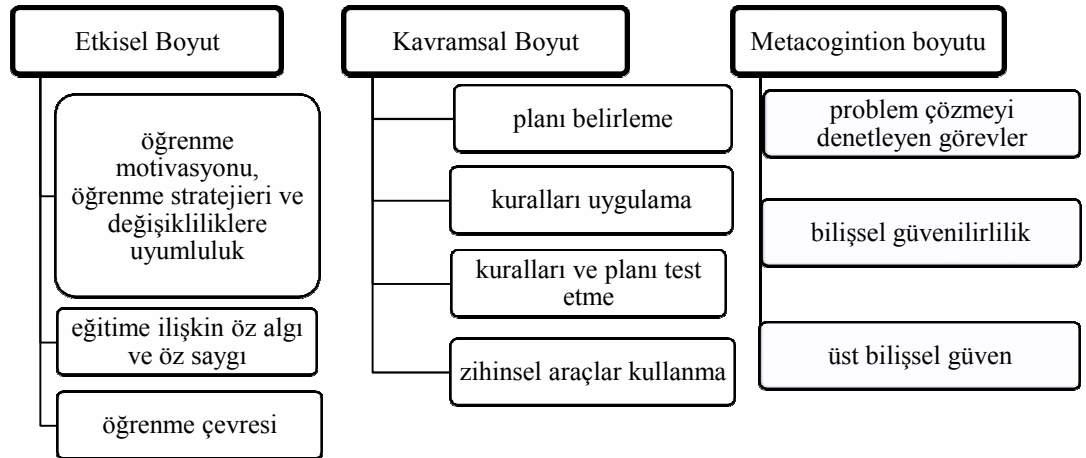 Etkisel Boyut
öğrenme
motivasyonu,
öğrenme stratejieri ve
değişikliliklere
uyumluluk
eğitime ilişkin öz algı
ve öz saygı
öğrenme çevresi
Kavramsal Boyut
planı belirleme
kuralları uygulama
kuralları ve planı test
etme
zihinsel araçlar kullanma
Metacogintion boyutu
problem çözmeyi
denetleyen görevler
bilişsel güvenilirlilik
üst bilişsel güven